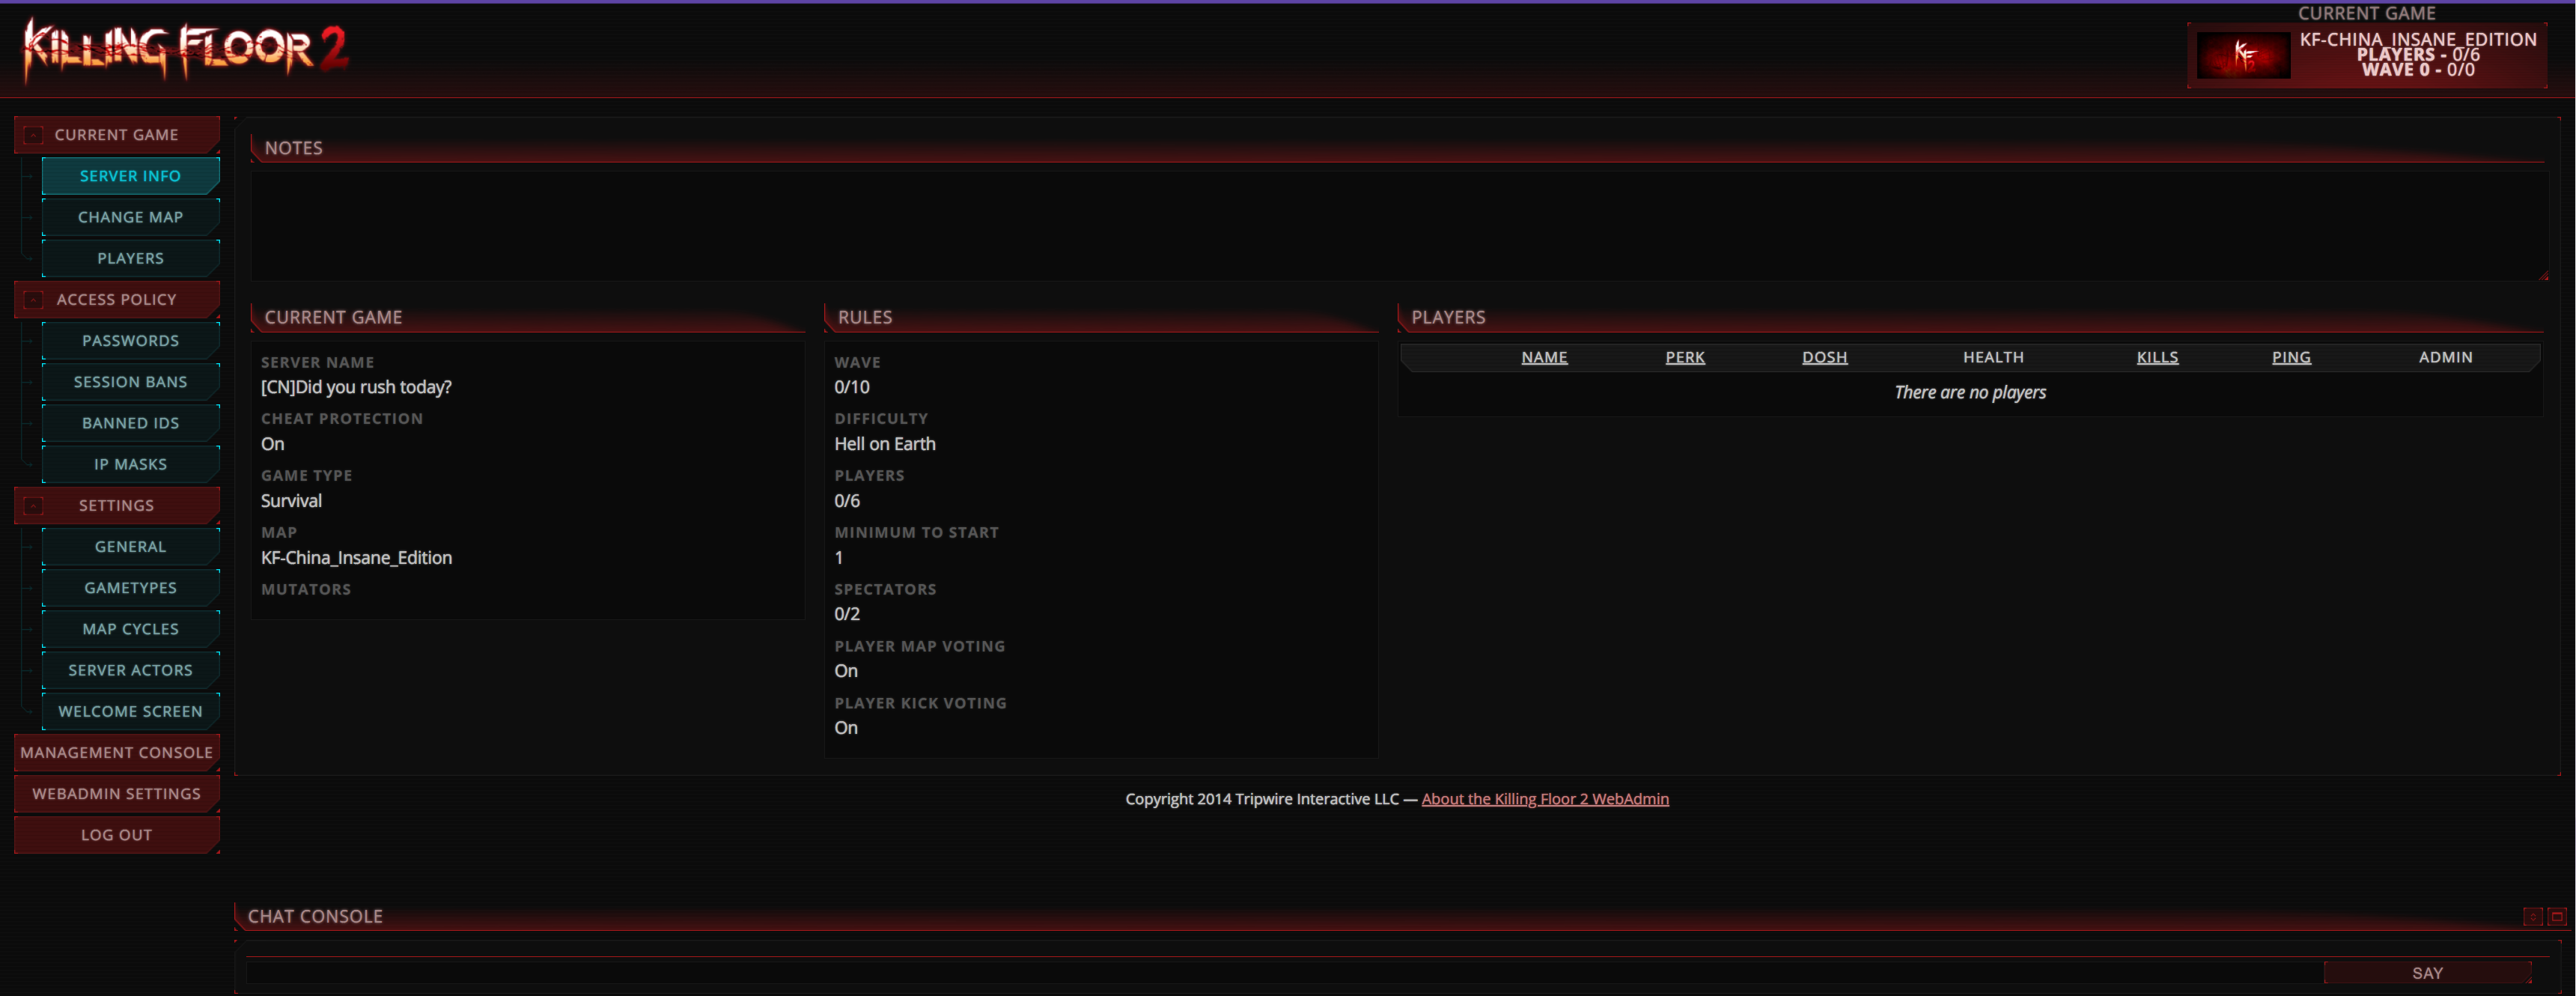 KILLING FLOOR 2
CURRENT GAME
KF-CHINA_INSANE_EDITION
PLAYERS - 0/6
WAVE 0 - 0/0
CURRENT GAME
SERVER INFO
CHANGE MAP
PLAYERS
ACCESS POLICY
PASSWORDS
SESSION BANS
BANNED IDS
IP MASKS
SETTINGS
GENERAL
GAMETYPES
MAP CYCLES
SERVER ACTORS
WELCOME SCREEN
MANAGEMENT CONSOLE
WEBADMIN SETTINGS
LOG OUT
NOTES
CURRENT GAME
SERVER NAME
[CN]Did you rush today?
CHEAT PROTECTION
On
GAME TYPE
Survival
MAP
KF-China_Insane_Edition
MUTATORS
RULES
WAVE
0/10
DIFFICULTY
Hell on Earth
PLAYERS
0/6
MINIMUM TO START
1
SPECTATORS
0/2
PLAYER MAP VOTING
On
PLAYER KICK VOTING
On
PLAYERS
NAME PERK DOSH HEALTH KILLS PING ADMIN
There are no players
Copyright 2014 Tripwire Interactive LLC — About the Killing Floor 2 WebAdmin
CHAT CONSOLE
SAY